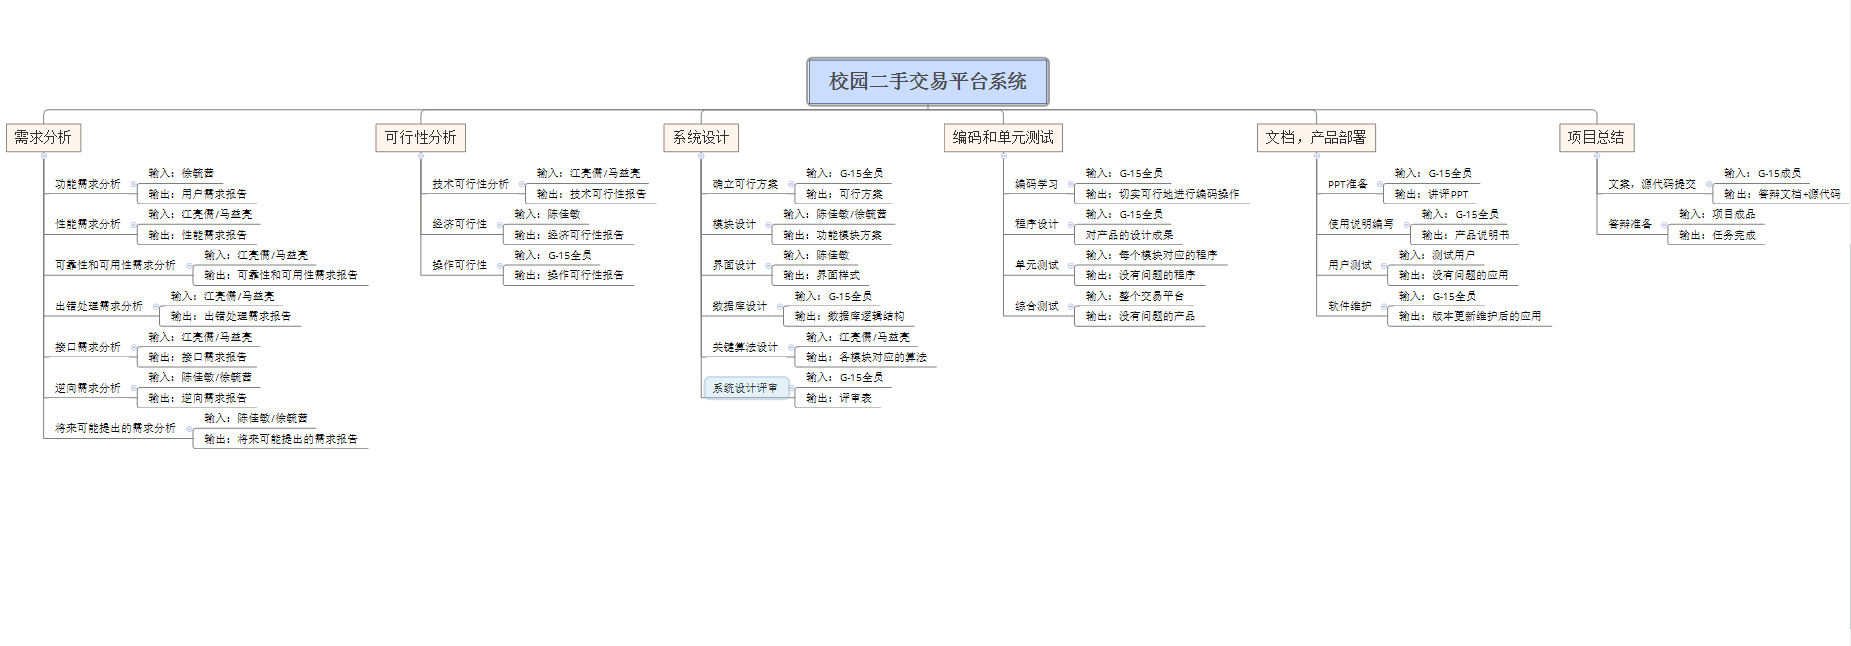 校园二手交易平台系统
需求分析
功能需求分析
输入：徐毓茜
输出：用户需求报告
性能需求分析
输入：江亮儒/马益亮
输出：性能需求报告
可靠性和可用性需求分析
输入：江亮儒/马益亮
输出：可靠性和可用性需求报告
出错处理需求分析
输入：江亮儒/马益亮
输出：出错处理需求报告
接口需求分析
输入：江亮儒/马益亮
输出：接口需求报告
逆向需求分析
输入：陈佳敏/徐毓茜
输出：逆向需求报告
将来可能提出的需求分析
输入：陈佳敏/徐毓茜
输出：将来可能提出的需求报告
可行性分析
技术可行性分析
输入：江亮儒/马益亮
输出：技术可行性报告
经济可行性
输入：陈佳敏
输出：经济可行性报告
操作可行性
输入：G-15全员
输出：操作可行性报告
系统设计
确立可行方案
输入：G-15全员
输出：可行方案
模块设计
输入：陈佳敏/徐毓茜
输出：功能模块方案
界面设计
输入：陈佳敏
输出：界面样式
数据库设计
输入：G-15全员
输出：数据库逻辑结构
关键算法设计
输入：江亮儒/马益亮
输出：各模块对应的算法
系统设计评审
输入：G-15全员
输出：评审表
编码和单元测试
编码学习
输入：G-15全员
输出：切实可行地进行编码操作
程序设计
输入：G-15全员
对产品的设计成果
单元测试
输入：每个模块对应的程序
输出：没有问题的程序
综合测试
输入：整个交易平台
输出：没有问题的产品
文档，产品部署
PPT准备
输入：G-15全员
输出：讲评PPT
使用说明编写
输入：G-15全员
输出：产品说明书
用户测试
输入：测试用户
输出：没有问题的应用
软件维护
输入：G-15全员
输出：版本更新维护后的应用
项目总结
文案，源代码提交
输入：G-15成员
输出：答辩文档+源代码
答辩准备
输入：项目成品
输出：任务完成